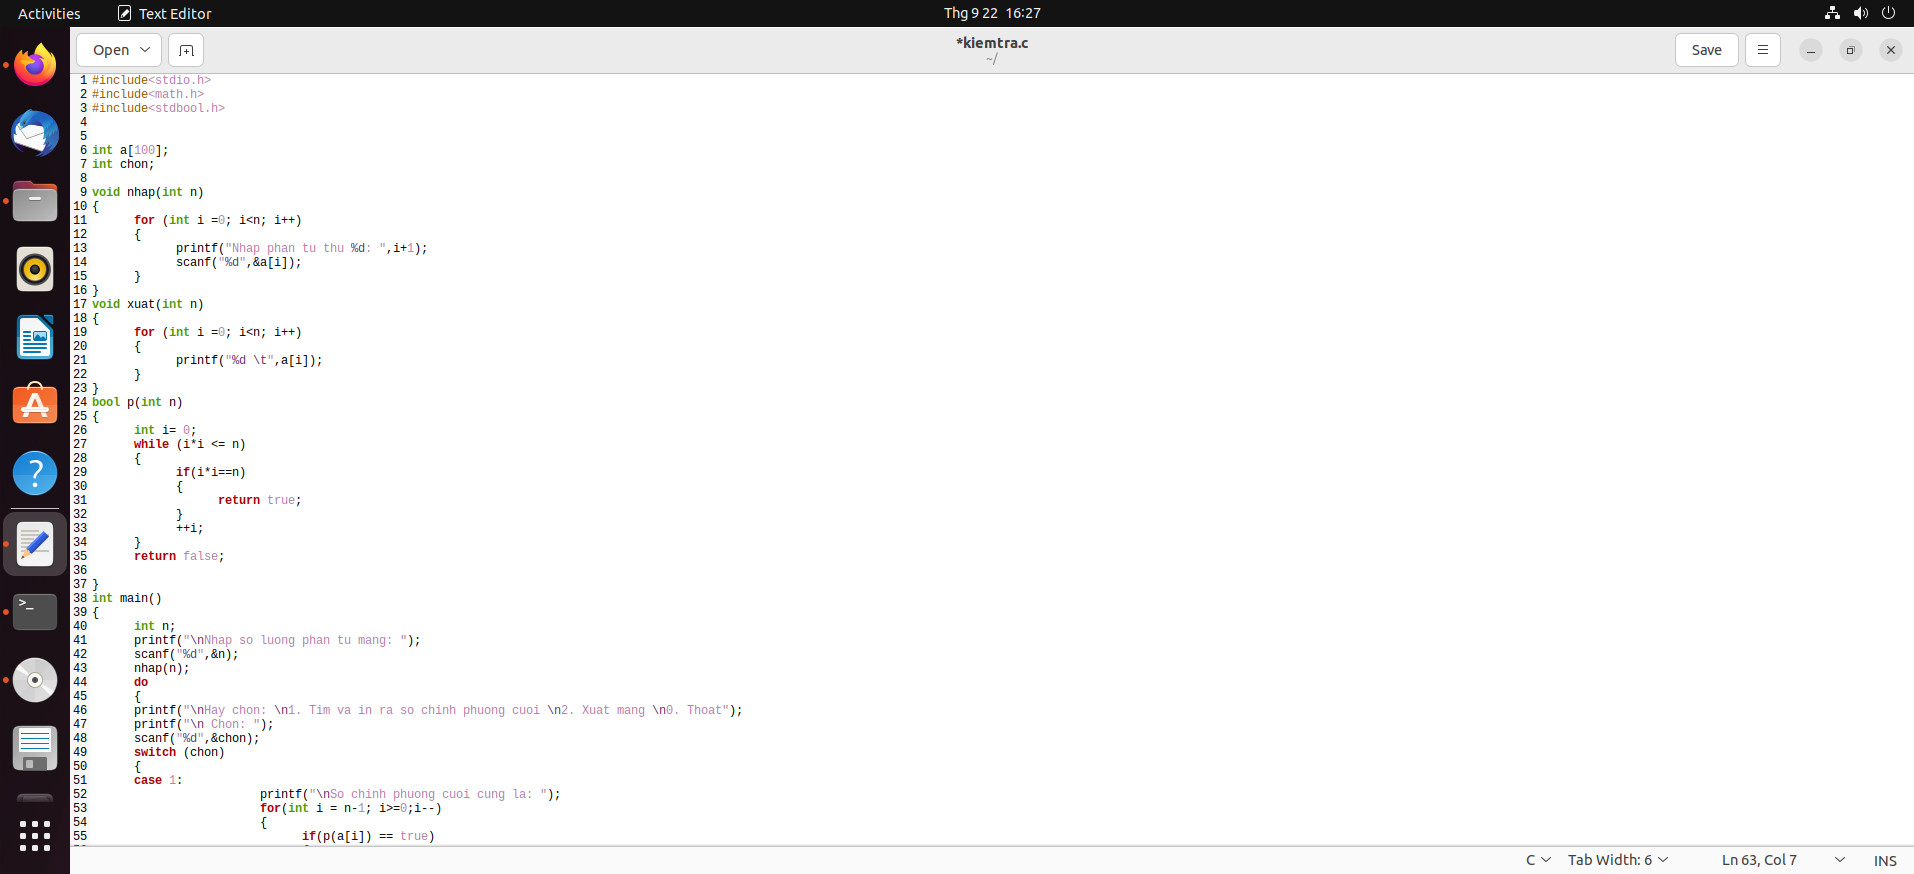 Activities Text Editor Thg 9 22 16:27
Open *kiemtra.c Save
~/
1 #include<stdio.h>
2 #include<math.h>
3 #include<stdbool.h>
4
5
6 int a[100];
7 int chon;
8
9 void nhap(int n)
10 {
11 for (int i =0; i<n; i++)
12 {
13 printf("Nhap phan tu thu %d: ",i+1);
14 scanf("%d",&a[i]);
15 }
16 }
17 void xuat(int n)
18 {
19 for (int i =0; i<n; i++)
20 {
21 printf("%d \t",a[i]);
22 }
23 }
24 bool p(int n)
25 {
26 int i= 0;
27 while (i*i <= n)
28 {
29 if(i*i==n)
30 {
31 return true;
32 }
33 ++i;
34 }
35 return false;
36
37 }
38 int main()
39 {
40 int n;
41 printf("\nNhap so luong phan tu mang: ");
42 scanf("%d",&n);
43 nhap(n);
44 do
45 {
46 printf("\nHay chon: \n1. Tim va in ra so chinh phuong cuoi \n2. Xuat mang \n0. Thoat");
47 printf("\n Chon: ");
48 scanf("%d",&chon);
49 switch (chon)
50 {
51 case 1:
52 printf("\nSo chinh phuong cuoi cung la: ");
53 for(int i = n-1; i>=0;i--)
54 {
55 if(p(a[i]) == true)
C Tab Width: 6 Ln 63, Col 7 INS